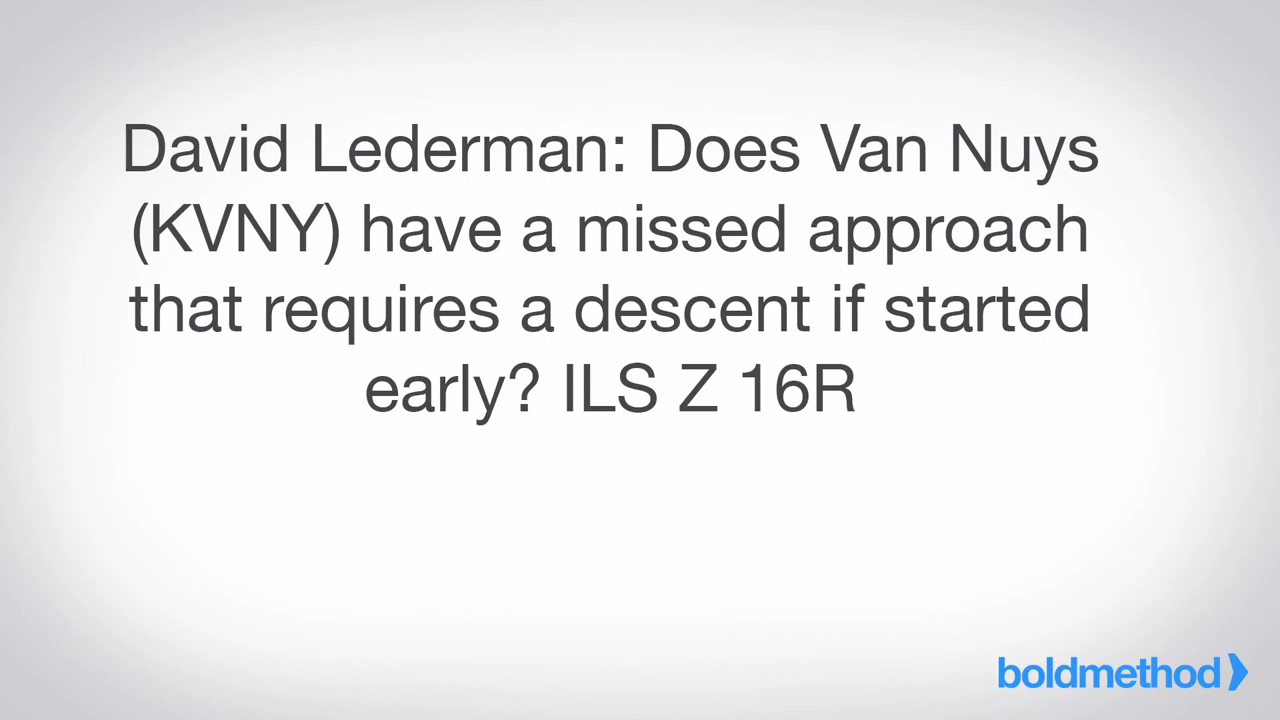 David Lederman: Does Van Nuys
(KVNY) have a missed approach
that requires a descent if started
early? ILS Z 16R
boldmethod